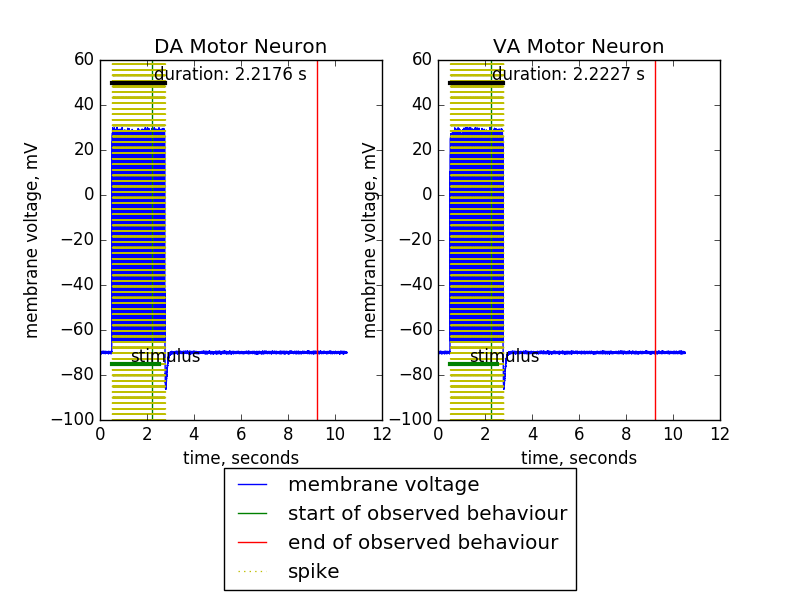 DA Motor Neuron
VA Motor Neuron
60
40
20
0
−20
−40
−60
−80
−100
membrane voltage, mV
duration: 2.2176 s
stimulus
0 2 4 6 8 10 12
time, seconds
60
40
20
0
−20
−40
−60
−80
−100
membrane voltage, mV
duration: 2.2227 s
stimulus
0 2 4 6 8 10 12
time, seconds
membrane voltage
start of observed behaviour
end of observed behaviour
spike